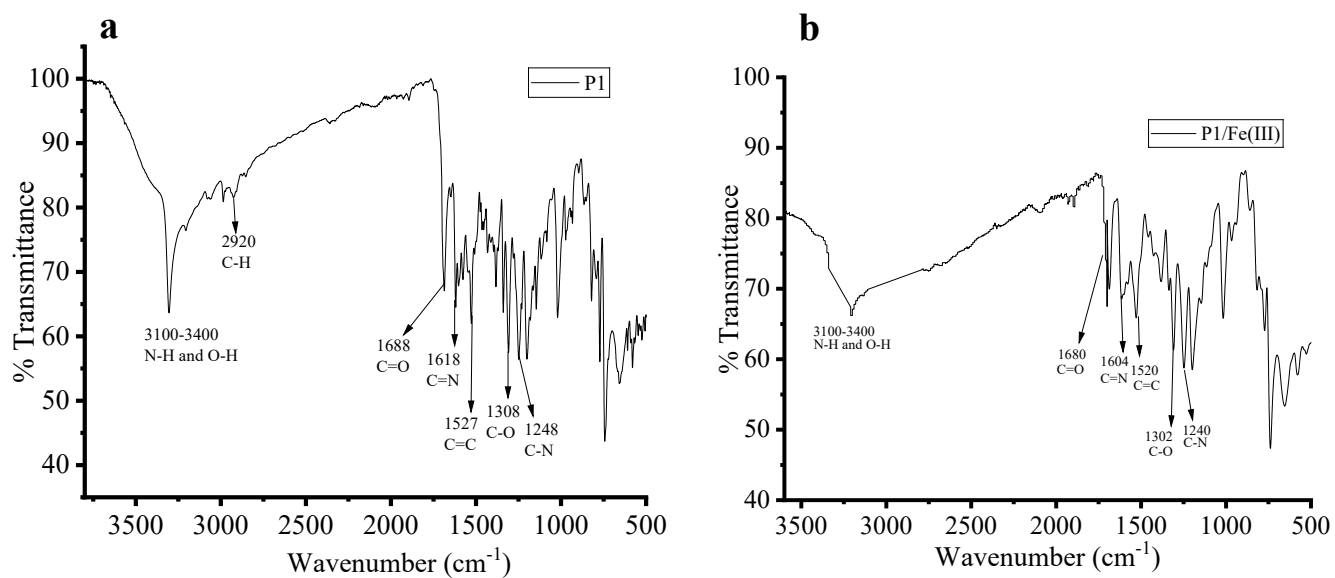 a
P1
100
90
80
70
60
50
40
% Transmittance
2920
C-H
3100-3400
N-H and O-H
1688
C=O
1618
C=N
1527
C=C
1308
C-O
1248
C-N
3500 3000 2500 2000 1500 1000 500
Wavenumber (cm⁻¹)
b
P1/Fe(III)
100
90
80
70
60
50
40
% Transmittance
3100-3400
N-H and O-H
1680
C=O
1604
C=N
1520
C=C
1302
C-O
1240
C-N
3500 3000 2500 2000 1500 1000 500
Wavenumber (cm⁻¹)